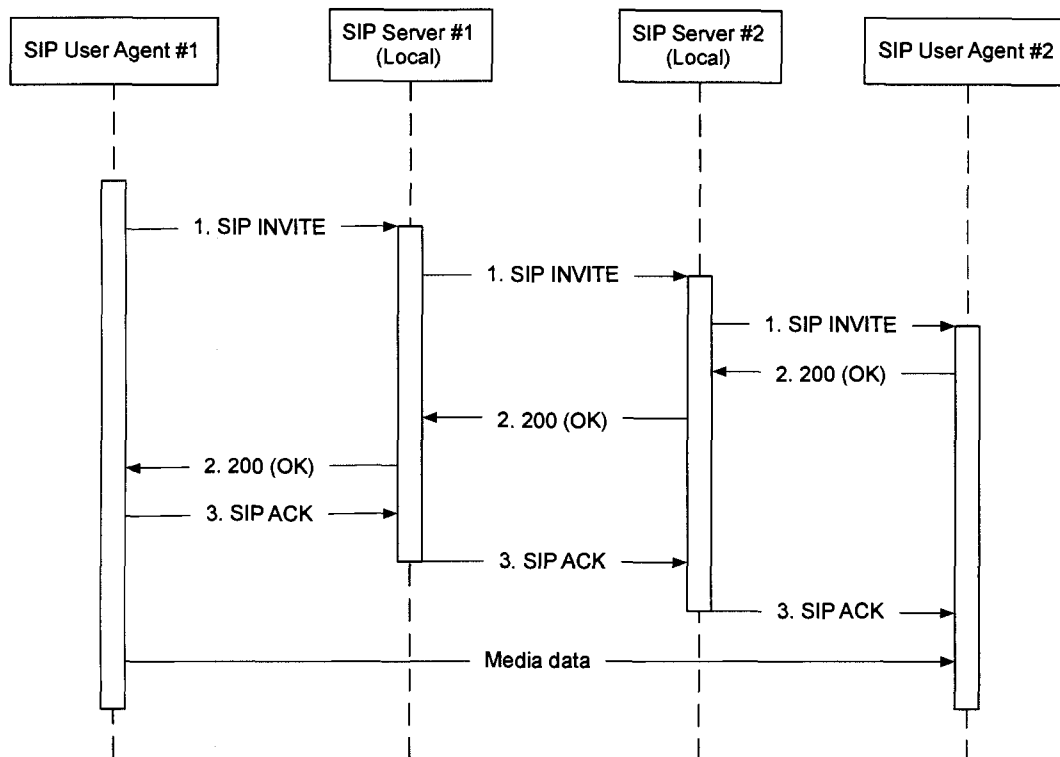 SIP User Agent #1
SIP Server #1
(Local)
SIP Server #2
(Local)
SIP User Agent #2
1. SIP INVITE
1. SIP INVITE
1. SIP INVITE
2. 200 (OK)
2. 200 (OK)
2. 200 (OK)
3. SIP ACK
3. SIP ACK
3. SIP ACK
Media data